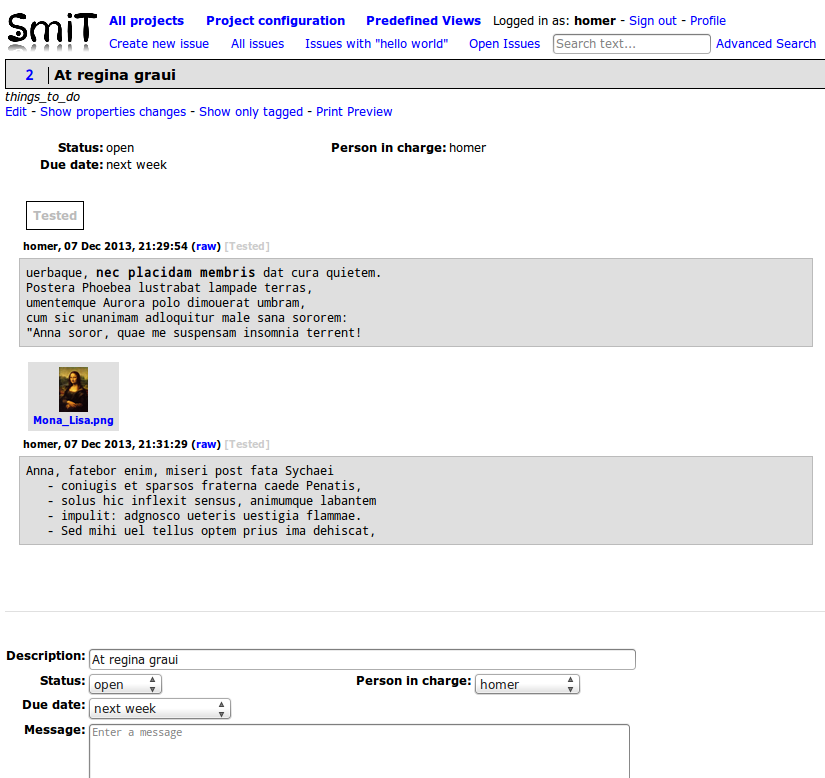 SmiT All projects Project configuration Predefined Views Logged in as: homer - Sign out - Profile
Create new issue All issues Issues with "hello world" Open Issues Search text... Advanced Search
2 At regina graui
things_to_do
Edit - Show properties changes - Show only tagged - Print Preview
Status: open Person in charge: homer
Due date: next week
Tested
homer, 07 Dec 2013, 21:29:54 (raw) [Tested]
uerbaque, nec placidam membris dat cura quietem.
Postera Phoebea lustrabat lampade terras,
umentemque Aurora polo dimouerat umbram,
cum sic unanimam adloquitur male sana sororem:
"Anna soror, quae me suspensam insomnia terrent!
Mona_Lisa.png
homer, 07 Dec 2013, 21:31:29 (raw) [Tested]
Anna, fatebor enim, miseri post fata Sychaei
- coniugis et sparsos fraterna caede Penatis,
- solus hic inflexit sensus, animumque labantem
- impulit: adgnosco ueteris uestigia flammae.
- Sed mihi uel tellus optem prius ima dehiscat,
Description: At regina graui
Status: open Person in charge: homer
Due date: next week
Message: Enter a message